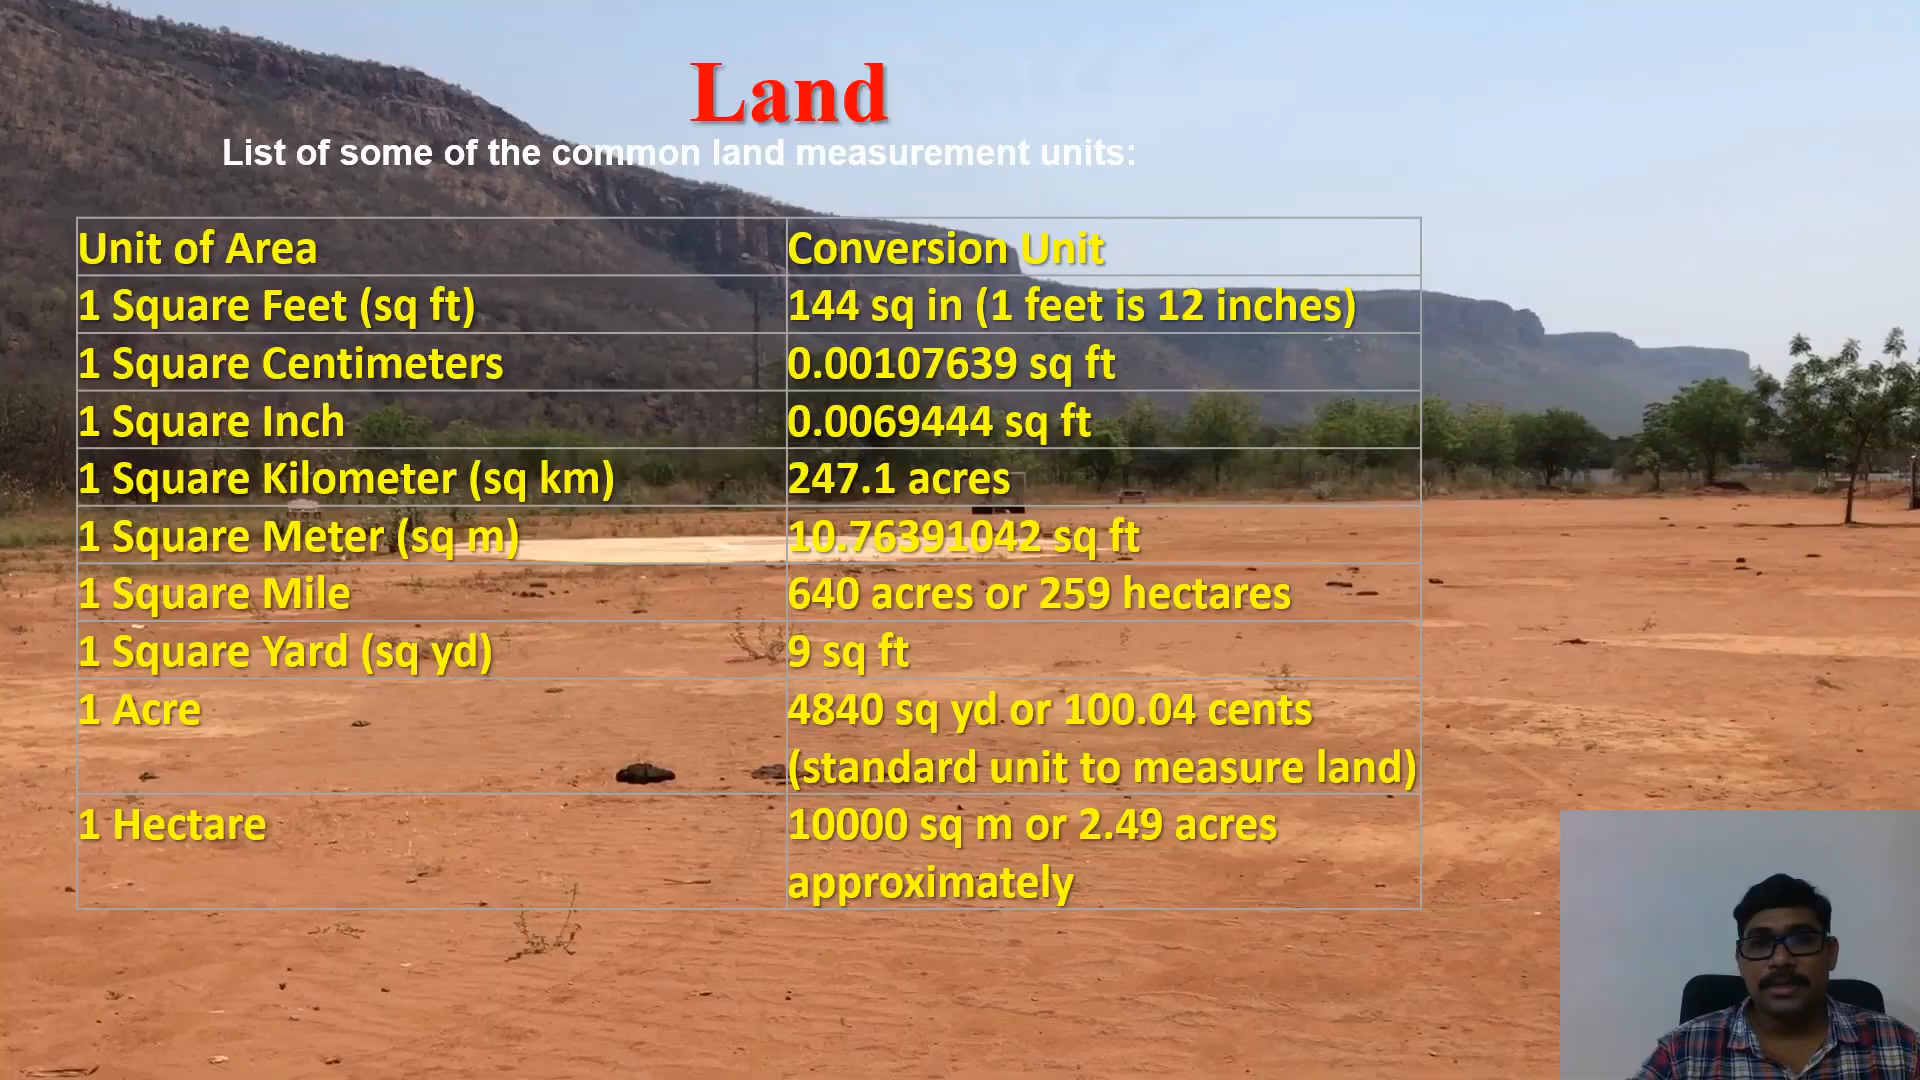 Land
List of some of the common land measurement units:
Unit of Area
Conversion Unit
1 Square Feet (sq ft)
144 sq in (1 feet is 12 inches)
1 Square Centimeters
0.00107639 sq ft
1 Square Inch
0.0069444 sq ft
1 Square Kilometer (sq km)
247.1 acres
1 Square Meter (sq m)
10.76391042 sq ft
1 Square Mile
640 acres or 259 hectares
1 Square Yard (sq yd)
9 sq ft
1 Acre
4840 sq yd or 100.04 cents
(standard unit to measure land)
1 Hectare
10000 sq m or 2.49 acres
approximately